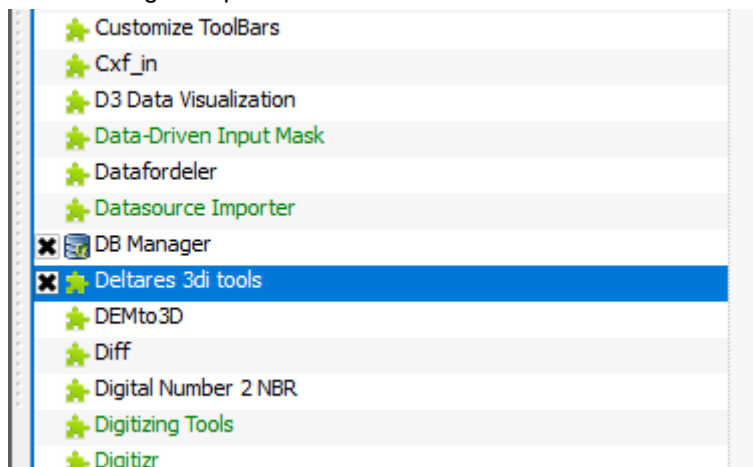 Customize ToolBars
Cxf_in
D3 Data Visualization
Data-Driven Input Mask
Datafordeler
Datasource Importer
DB Manager
Deltares 3di tools
DEMto3D
Diff
Digital Number 2 NBR
Digitizing Tools
Digitizr